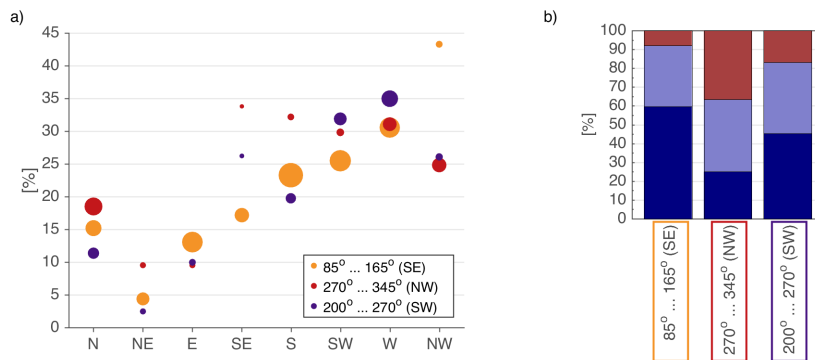 a)
45
40
35
30
25
20
15
10
5
0
[%]
N NE E SE S SW W NW
85° ... 165° (SE)
270° ... 345° (NW)
200° ... 270° (SW)
b)
100
90
80
70
60
50
40
30
20
10
0
[%]
85° ... 165° (SE)
270° ... 345° (NW)
200° ... 270° (SW)